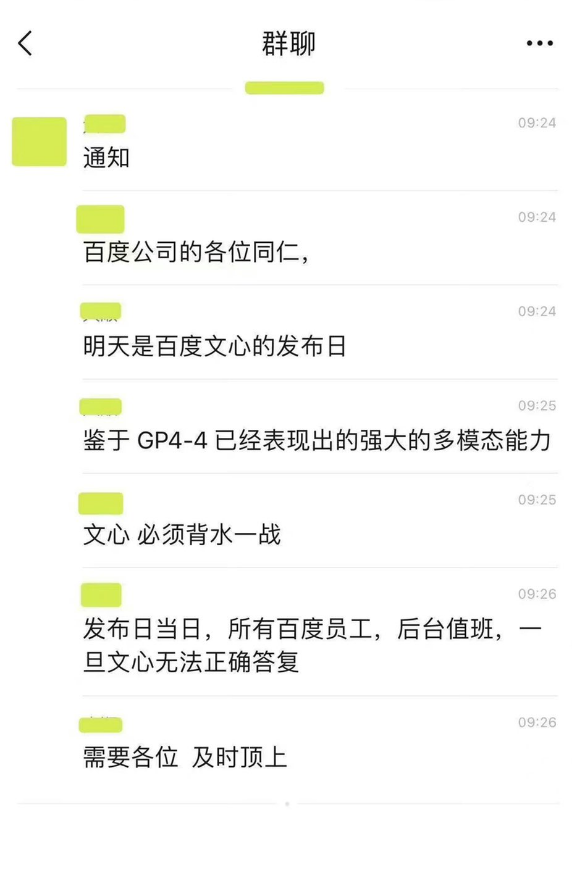 群聊
09:24
通知
09:24
百度公司的各位同仁，
09:24
明天是百度文心的发布日
09:25
鉴于 GP4-4 已经表现出的强大的多模态能力
09:25
文心 必须背水一战
09:26
发布日当日，所有百度员工，后台值班，一
旦文心无法正确答复
09:26
需要各位 及时顶上